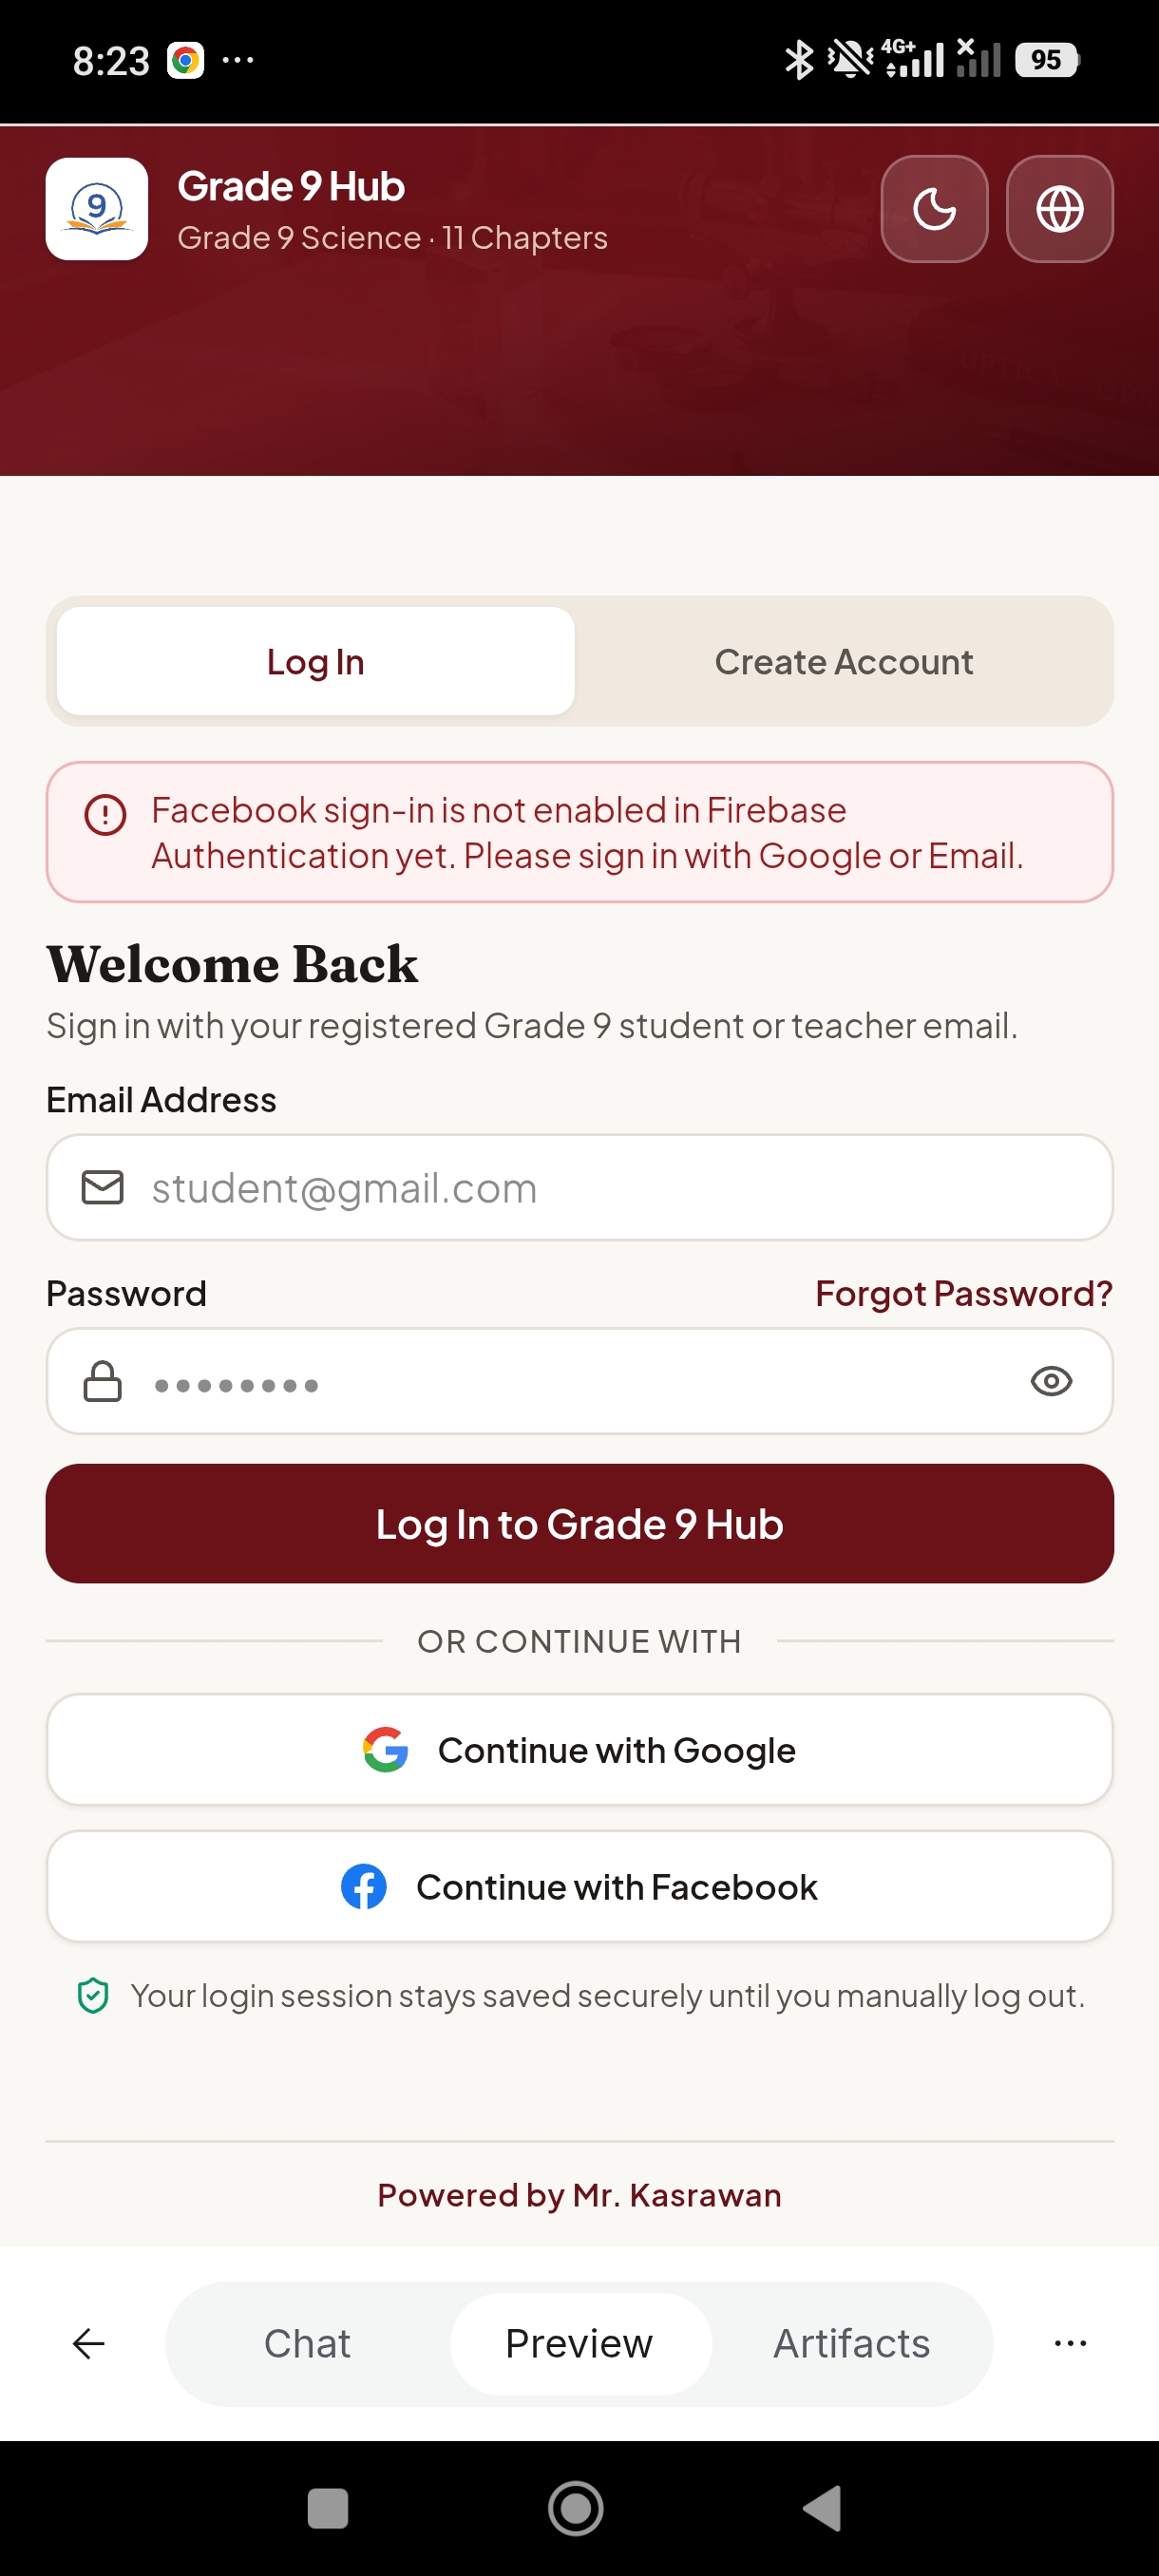 8:23
4G+
95
9
Grade 9 Hub
Grade 9 Science · 11 Chapters
OPTICA
Log In
Create Account
Facebook sign-in is not enabled in Firebase
Authentication yet. Please sign in with Google or Email.
Welcome Back
Sign in with your registered Grade 9 student or teacher email.
Email Address
student@gmail.com
Password
Forgot Password?
Log In to Grade 9 Hub
OR CONTINUE WITH
Continue with Google
Continue with Facebook
Your login session stays saved securely until you manually log out.
Powered by Mr. Kasrawan
Chat
Preview
Artifacts